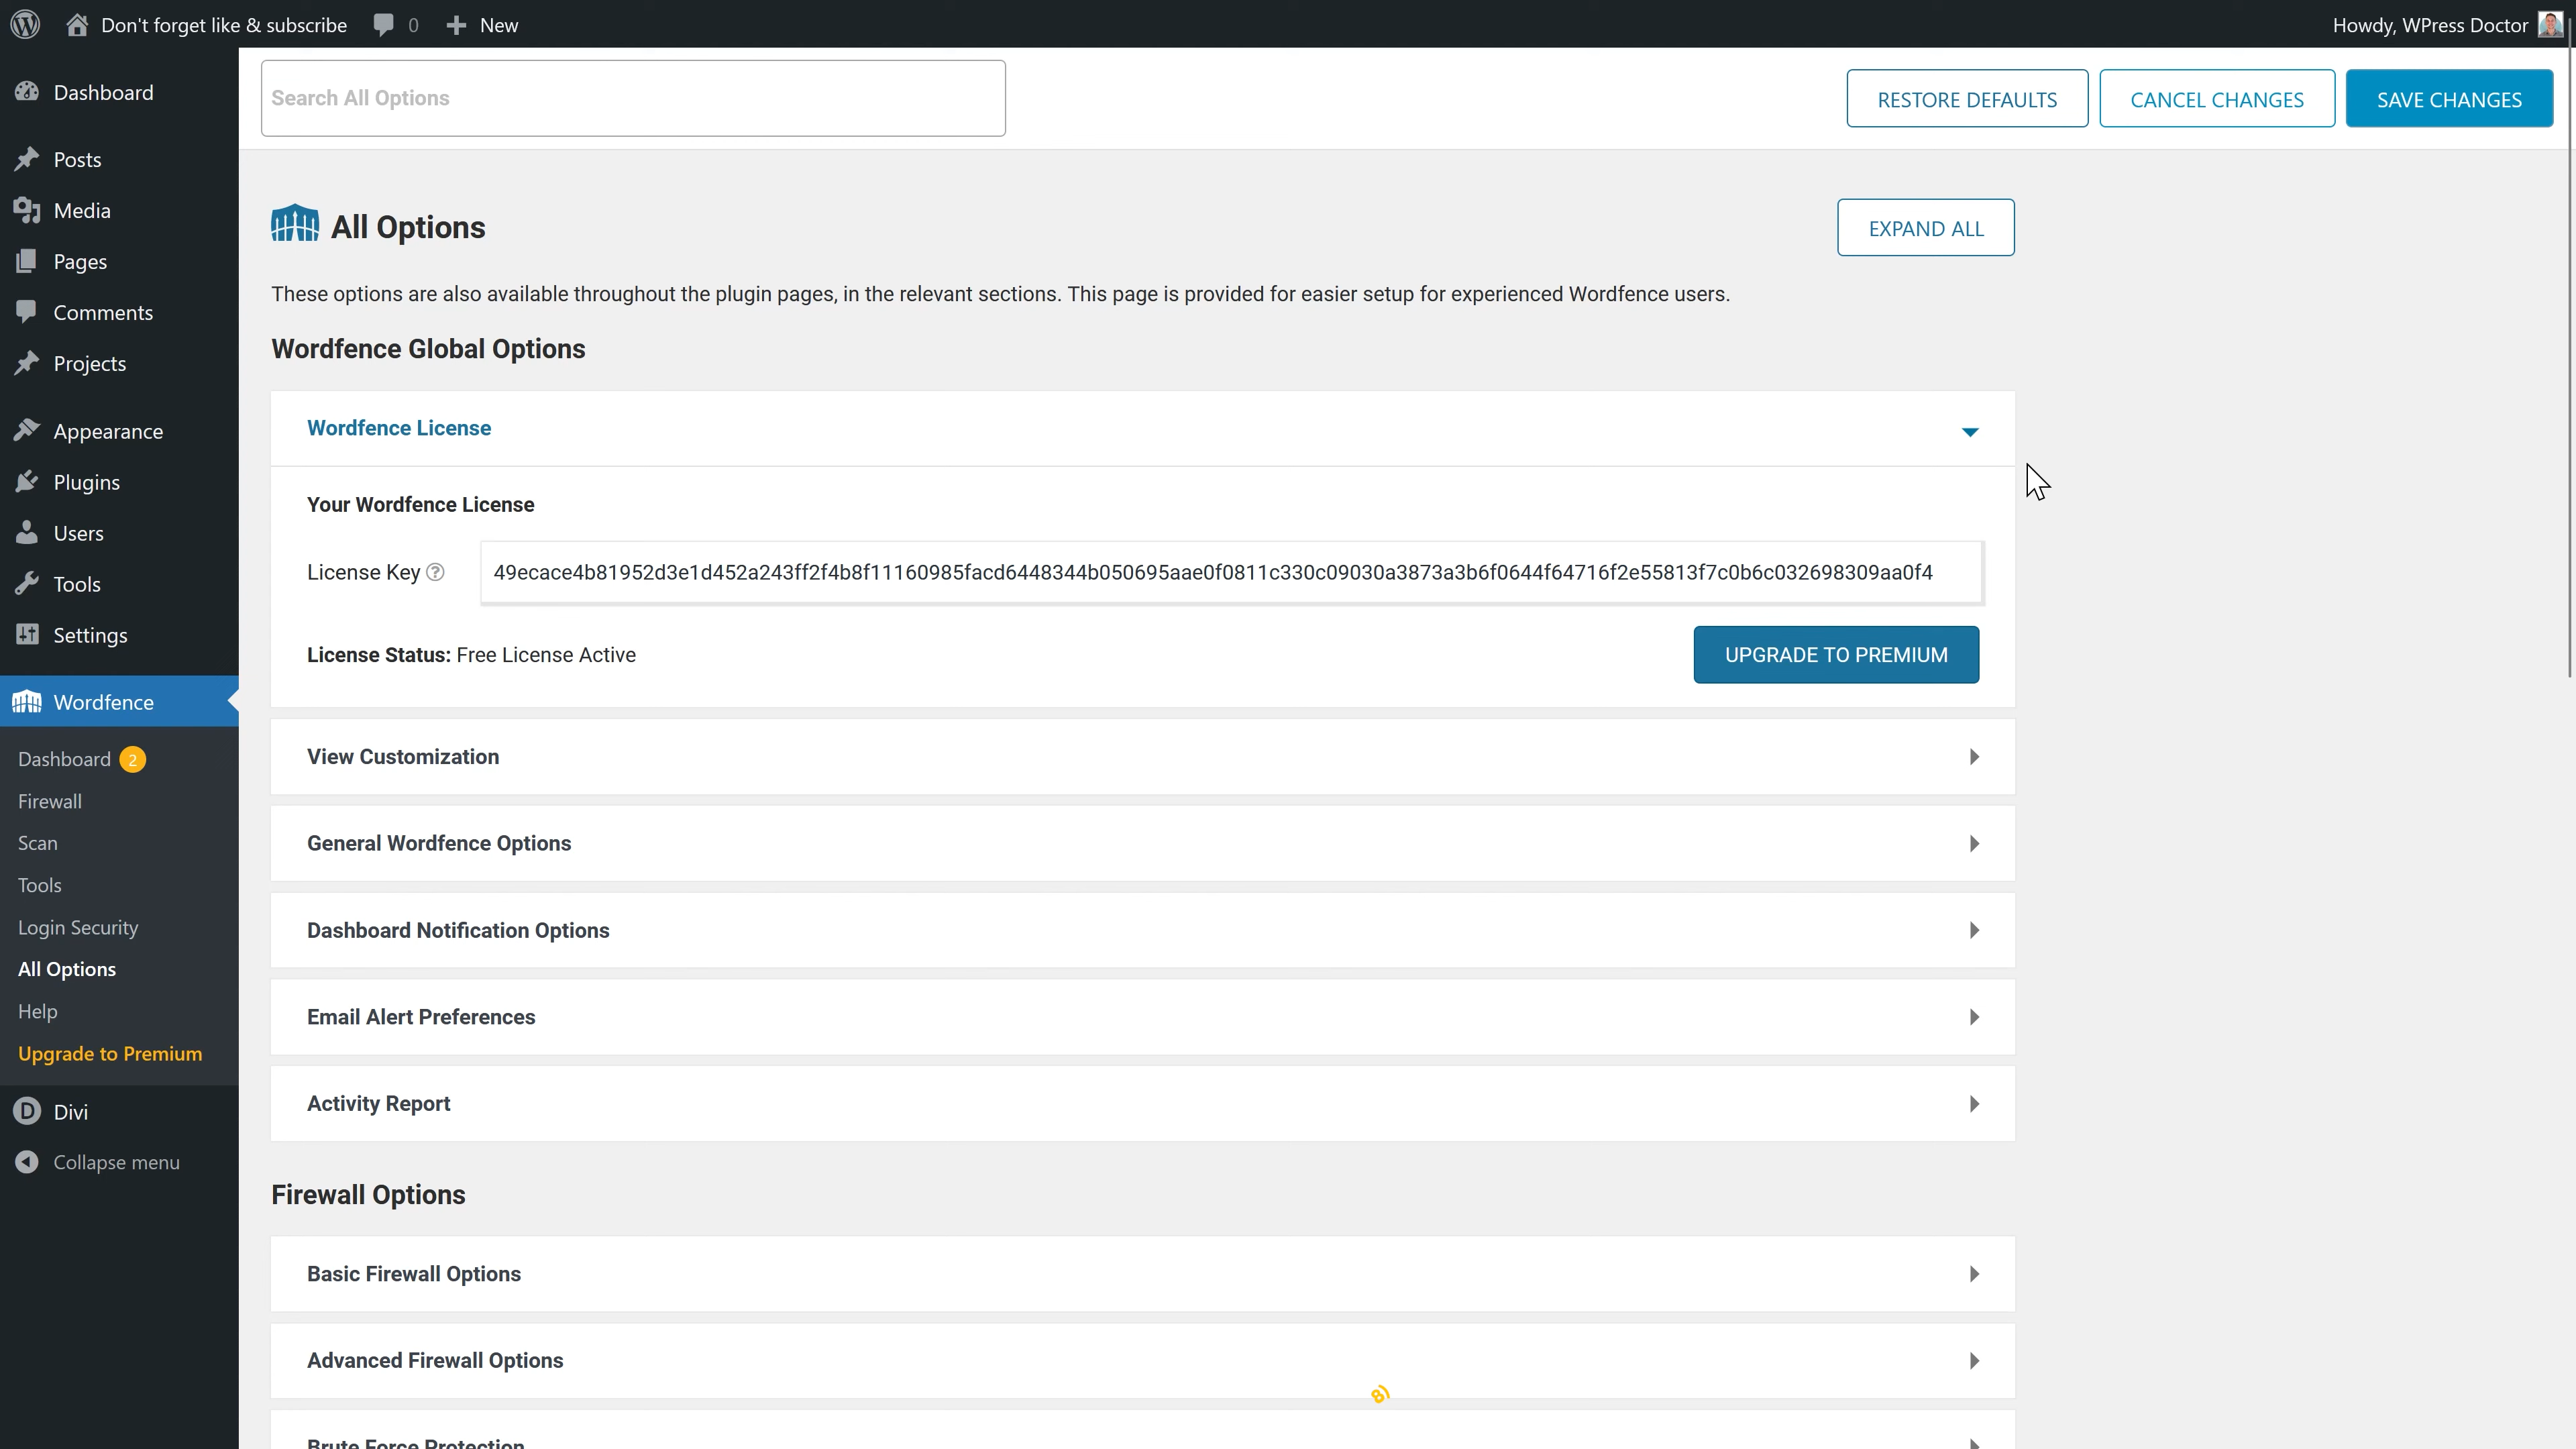 Don't forget like & subscribe
0
New
Howdy, WPress Doctor
Dashboard
Posts
Media
Pages
Comments
Projects
Appearance
Plugins
Users
Tools
Settings
Wordfence
Dashboard 2
Firewall
Scan
Tools
Login Security
All Options
Help
Upgrade to Premium
Divi
Collapse menu
Search All Options
RESTORE DEFAULTS
CANCEL CHANGES
SAVE CHANGES
All Options
EXPAND ALL
These options are also available throughout the plugin pages, in the relevant sections. This page is provided for easier setup for experienced Wordfence users.
Wordfence Global Options
Wordfence License
Your Wordfence License
License Key ?
49ecace4b81952d3e1d452a243ff2f4b8f11160985facd6448344b050695aae0f0811c330c09030a3873a3b6f0644f64716f2e55813f7c0b6c032698309aa0f4
License Status: Free License Active
UPGRADE TO PREMIUM
View Customization
General Wordfence Options
Dashboard Notification Options
Email Alert Preferences
Activity Report
Firewall Options
Basic Firewall Options
Advanced Firewall Options
Brute Force Protection